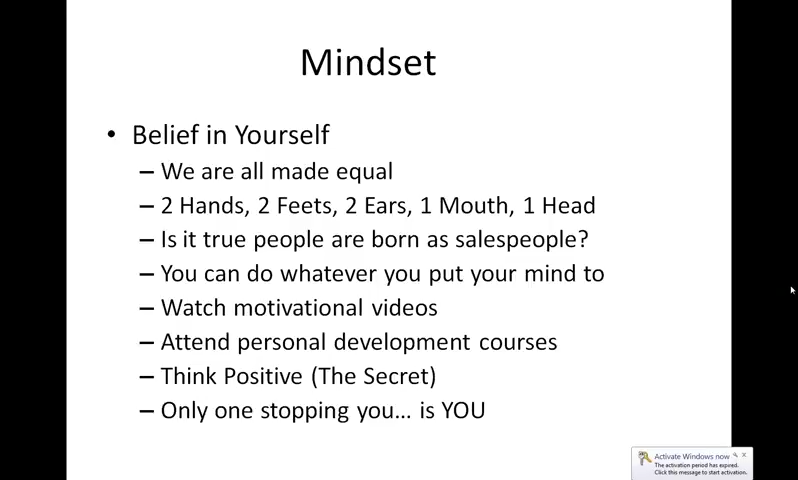 Mindset
• Belief in Yourself
– We are all made equal
– 2 Hands, 2 Feets, 2 Ears, 1 Mouth, 1 Head
– Is it true people are born as salespeople?
– You can do whatever you put your mind to
– Watch motivational videos
– Attend personal development courses
– Think Positive (The Secret)
– Only one stopping you... is YOU
Activate Windows now
The activation period has expired.
Click this message to start activation.